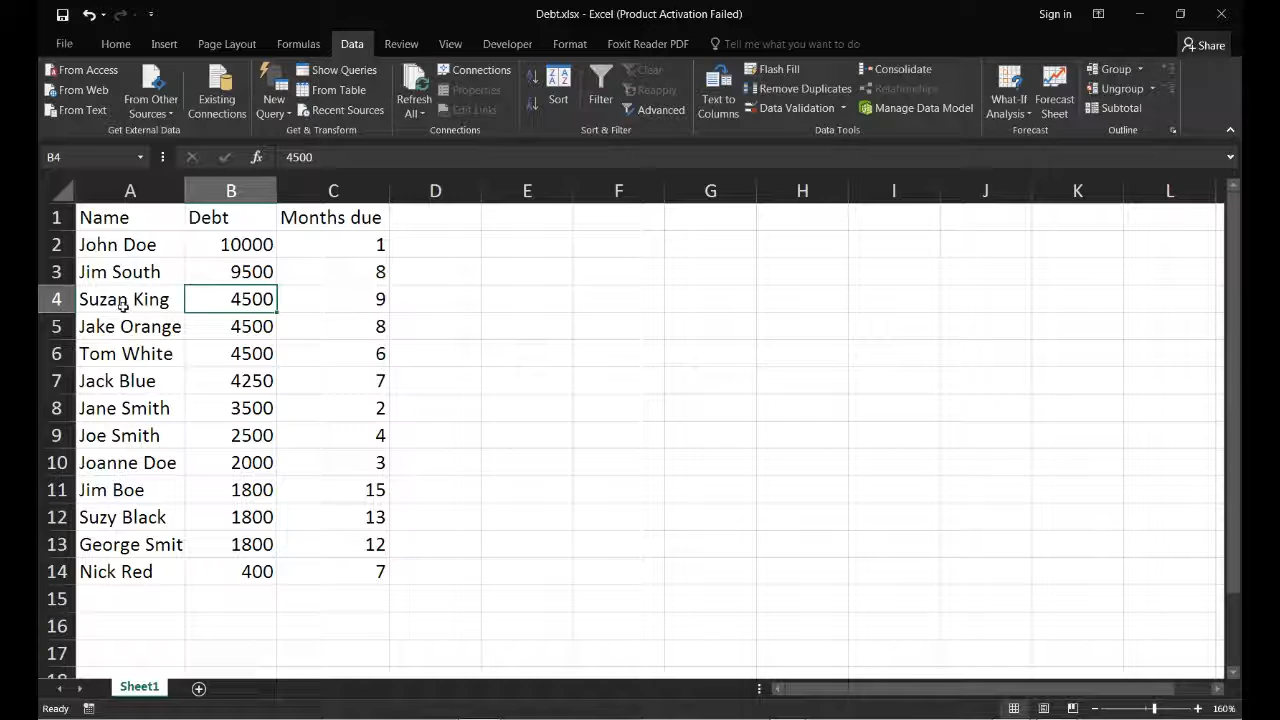 Debt.xlsx - Excel (Product Activation Failed)
Sign in
File Home Insert Page Layout Formulas Data Review View Developer Format Foxit Reader PDF Tell me what you want to do Share
From Access
From Web
From Text
From Other Sources
Existing Connections
Get External Data
New Query
Show Queries
From Table
Recent Sources
Get & Transform
Refresh All
Connections
Properties
Edit Links
Connections
Sort
Filter
Clear
Reapply
Advanced
Sort & Filter
Text to Columns
Flash Fill
Remove Duplicates
Data Validation
Consolidate
Relationships
Manage Data Model
Data Tools
What-If Analysis
Forecast Sheet
Forecast
Group
Ungroup
Subtotal
Outline
B4 fx 4500
A B C D E F G H I J K L
1 Name Debt Months due
2 John Doe 10000 1
3 Jim South 9500 8
4 Suzan King 4500 9
5 Jake Orange 4500 8
6 Tom White 4500 6
7 Jack Blue 4250 7
8 Jane Smith 3500 2
9 Joe Smith 2500 4
10 Joanne Doe 2000 3
11 Jim Boe 1800 15
12 Suzy Black 1800 13
13 George Smit 1800 12
14 Nick Red 400 7
15
16
17
Sheet1
Ready 160%